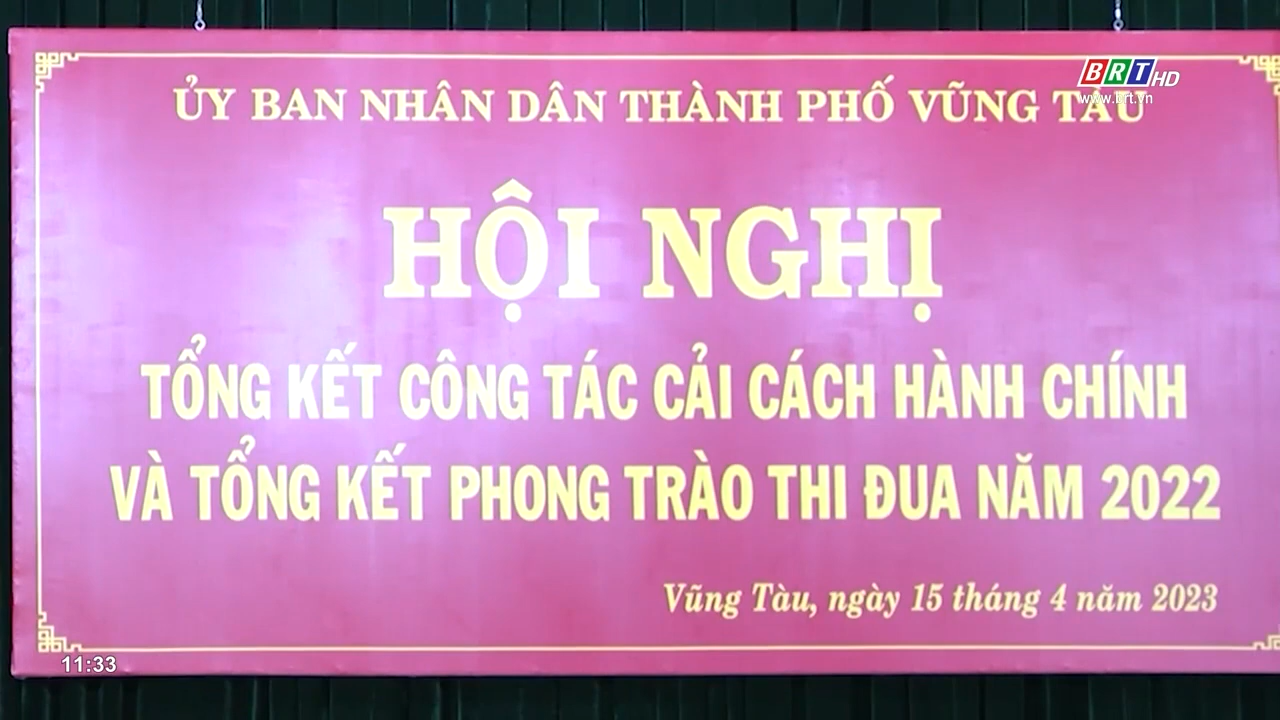 BRT HD
www.brt.vn
ỦY BAN NHÂN DÂN THÀNH PHỐ VŨNG TÀU
HỘI NGHỊ
TỔNG KẾT CÔNG TÁC CẢI CÁCH HÀNH CHÍNH
VÀ TỔNG KẾT PHONG TRÀO THI ĐUA NĂM 2022
Vũng Tàu, ngày 15 tháng 4 năm 2023
11:33